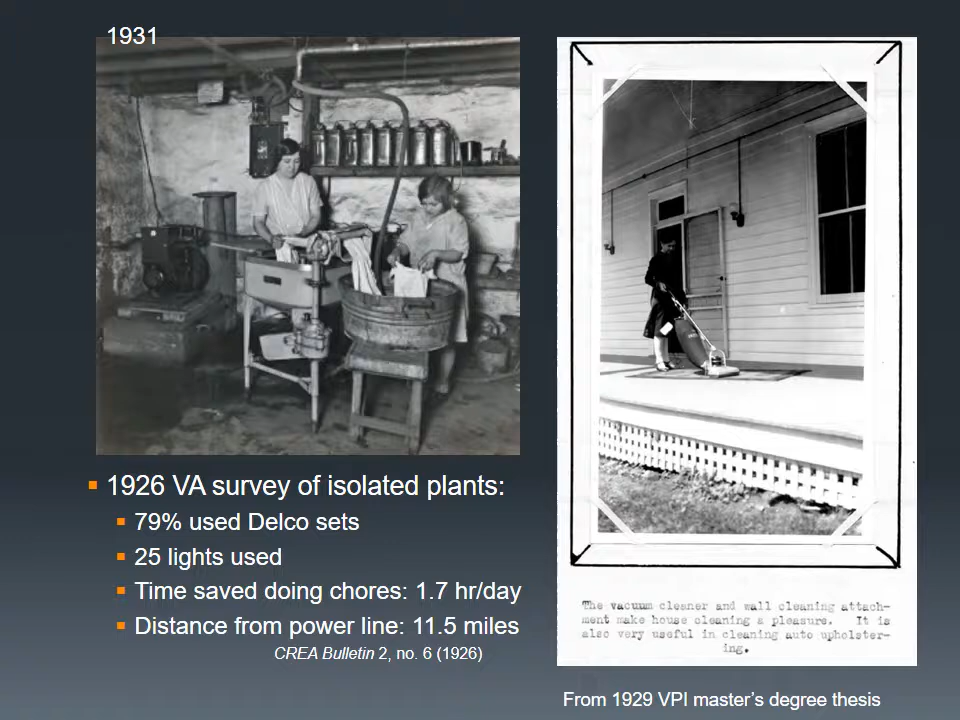 1931
1926 VA survey of isolated plants:
79% used Delco sets
25 lights used
Time saved doing chores: 1.7 hr/day
Distance from power line: 11.5 miles
CREA Bulletin 2, no. 6 (1926)
The vacuum cleaner and wall cleaning attach-
ment make house cleaning a pleasure. It is
also very useful in cleaning auto upholster-
ing.
From 1929 VPI master's degree thesis